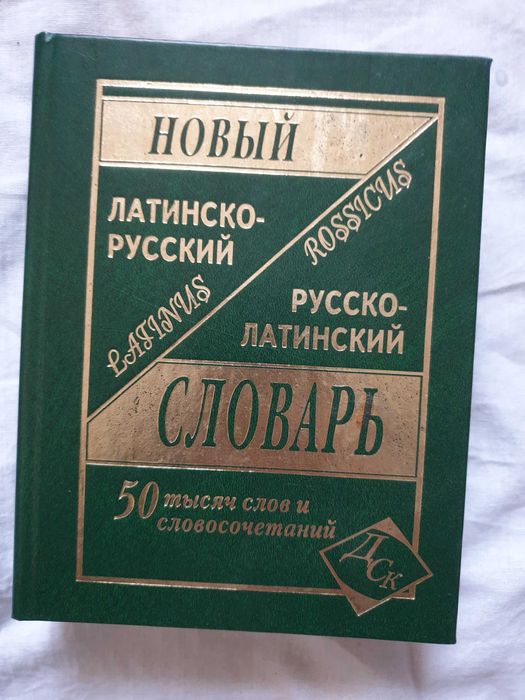 НОВЫЙ
ЛАТИНСКО-
РУССКИЙ
LATINUS
ROSSICUS
РУССКО-
ЛАТИНСКИЙ
СЛОВАРЬ
50 тысяч слов и
словосочетаний
ДСК